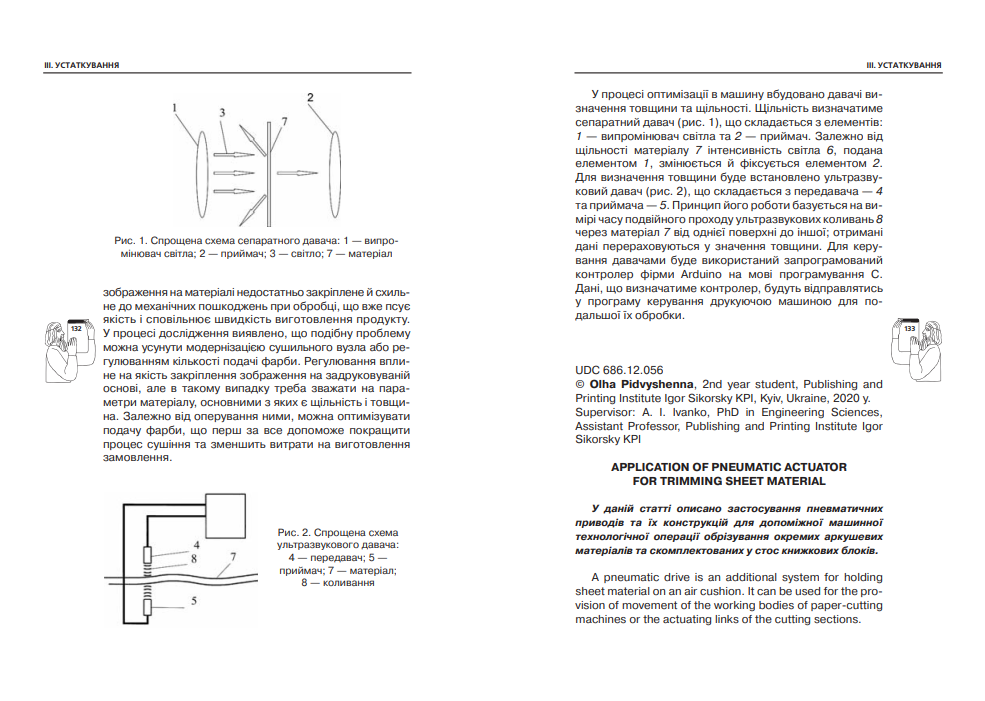 III. УСТАТКУВАННЯ
1
3
7
2
Рис. 1. Спрощена схема сепаратного давача: 1 — випро-
мінювач світла; 2 — приймач; 3 — світло; 7 — матеріал
зображення на матеріалі недостатньо закріплене й схиль-
не до механічних пошкоджень при обробці, що вже псує
якість і сповільнює швидкість виготовлення продукту.
У процесі дослідження виявлено, що подібну проблему
можна усунути модернізацією сушильного вузла або ре-
гулюванням кількості подачі фарби. Регулювання впли-
не на якість закріплення зображення на задруковуваній
основі, але в такому випадку треба зважати на пара-
метри матеріалу, основними з яких є щільність і товщи-
на. Залежно від оперування ними, можна оптимізувати
подачу фарби, що перш за все допоможе покращити
процес сушіння та зменшить витрати на виготовлення
замовлення.
132
4
8
7
5
Рис. 2. Спрощена схема
ультразвукового давача:
4 — передавач; 5 —
приймач; 7 — матеріал;
8 — коливання
III. УСТАТКУВАННЯ
У процесі оптимізації в машину вбудовано давачі ви-
значення товщини та щільності. Щільність визначатиме
сепаратний давач (рис. 1), що складається з елементів:
1 — випромінювач світла та 2 — приймач. Залежно від
щільності матеріалу 7 інтенсивність світла 6, подана
елементом 1, змінюється й фіксується елементом 2.
Для визначення товщини буде встановлено ультразву-
ковий давач (рис. 2), що складається з передавача — 4
та приймача — 5. Принцип його роботи базується на ви-
мірі часу подвійного проходу ультразвукових коливань 8
через матеріал 7 від однієї поверхні до іншої; отримані
дані перераховуються у значення товщини. Для керу-
вання давачами буде використаний запрограмований
контролер фірми Arduino на мові програмування С.
Дані, що визначатиме контролер, будуть відправлятись
у програму керування друкуючою машиною для по-
дальшої їх обробки.
133
UDC 686.12.056
© Olha Pidvyshenna, 2nd year student, Publishing and
Printing Institute Igor Sikorsky KPI, Kyiv, Ukraine, 2020 y.
Supervisor: A. I. Ivanko, PhD in Engineering Sciences,
Assistant Professor, Publishing and Printing Institute Igor
Sikorsky KPI
APPLICATION OF PNEUMATIC ACTUATOR
FOR TRIMMING SHEET MATERIAL
У даній статті описано застосування пневматичних
приводів та їх конструкцій для допоміжної машинної
технологічної операції обрізування окремих аркушевих
матеріалів та скомплектованих у стос книжкових блоків.
A pneumatic drive is an additional system for holding
sheet material on an air cushion. It can be used for the pro-
vision of movement of the working bodies of paper-cutting
machines or the actuating links of the cutting sections.